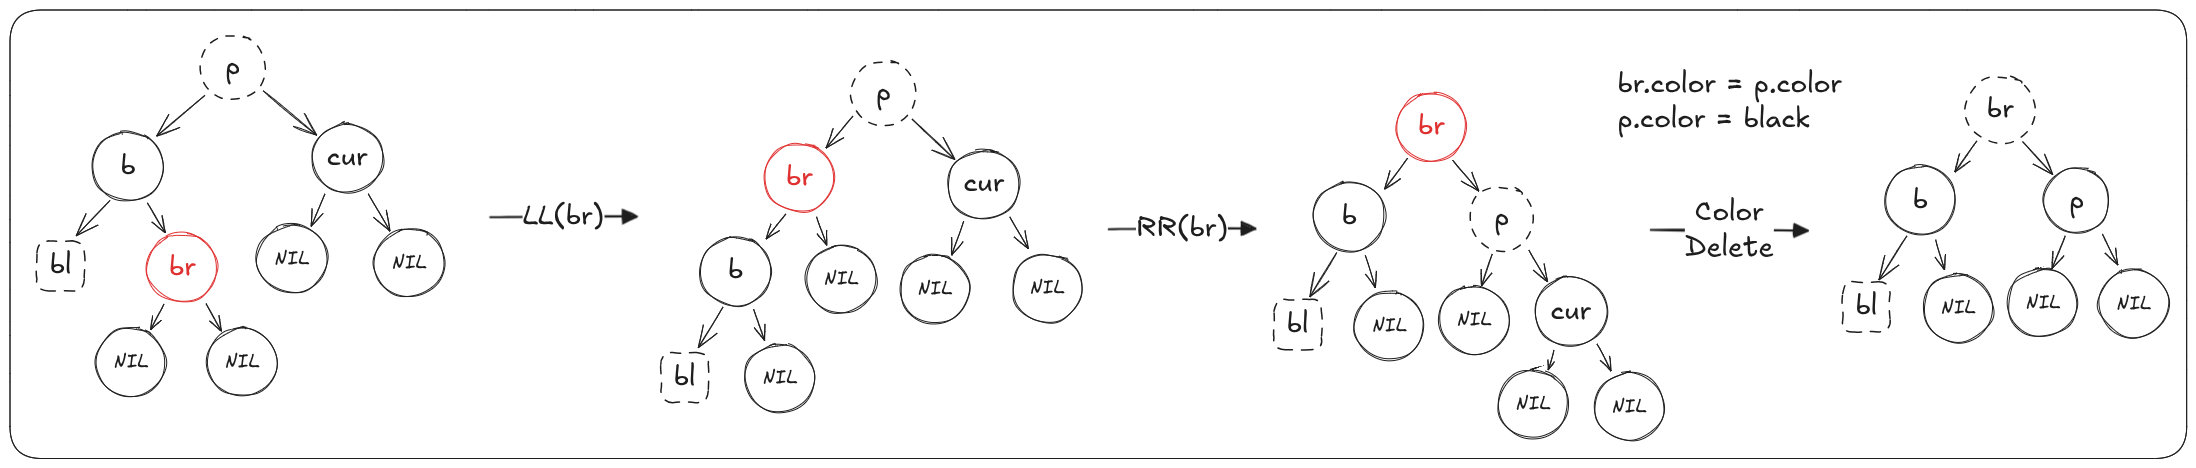 p
b
cur
bl
br
NIL
NIL
NIL
NIL
LL(br)
p
br
cur
b
NIL
NIL
NIL
bl
NIL
RR(br)
br
b
p
bl
NIL
NIL
cur
NIL
NIL
br.color = p.color
p.color = black
Color
Delete
br
b
p
bl
NIL
NIL
NIL